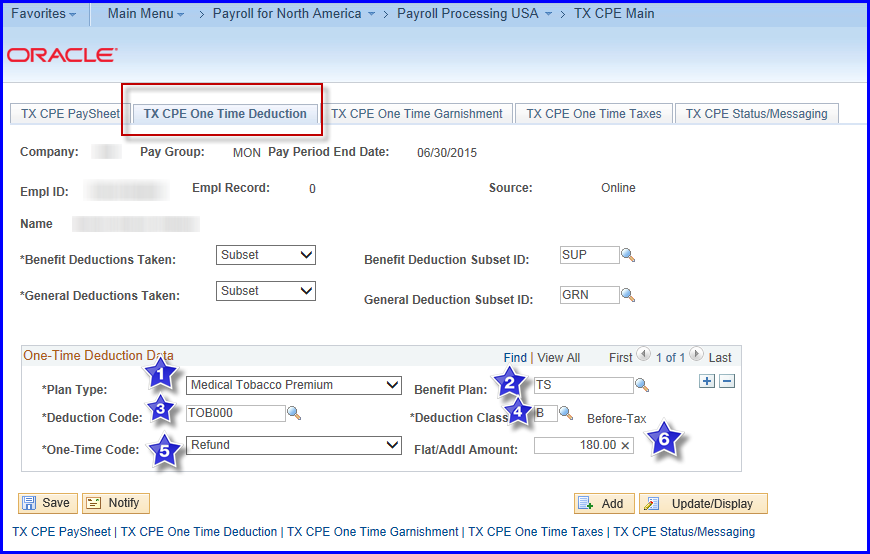 Favorites Main Menu > Payroll for North America > Payroll Processing USA > TX CPE Main
ORACLE
TX CPE PaySheet TX CPE One Time Deduction TX CPE One Time Garnishment TX CPE One Time Taxes TX CPE Status/Messaging
Company: Pay Group: MON Pay Period End Date: 06/30/2015
Empl ID: Empl Record: 0 Source: Online
Name
*Benefit Deductions Taken: Subset Benefit Deduction Subset ID: SUP
*General Deductions Taken: Subset General Deduction Subset ID: GRN
One-Time Deduction Data Find | View All First 1 of 1 Last
1 2
*Plan Type: Medical Tobacco Premium Benefit Plan: TS
3 4
*Deduction Code: TOB000 *Deduction Class: B Before-Tax
5 6
*One-Time Code: Refund Flat/Addl Amount: 180.00
Save Notify Add Update/Display
TX CPE PaySheet | TX CPE One Time Deduction | TX CPE One Time Garnishment | TX CPE One Time Taxes | TX CPE Status/Messaging